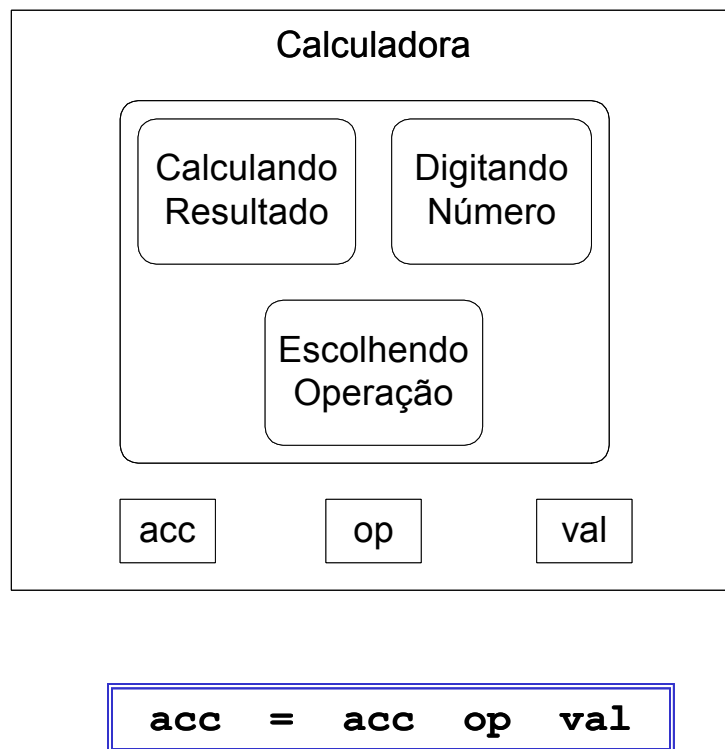 Calculadora
Calculando
Resultado
Digitando
Número
Escolhendo
Operação
acc
op
val
acc = acc op val